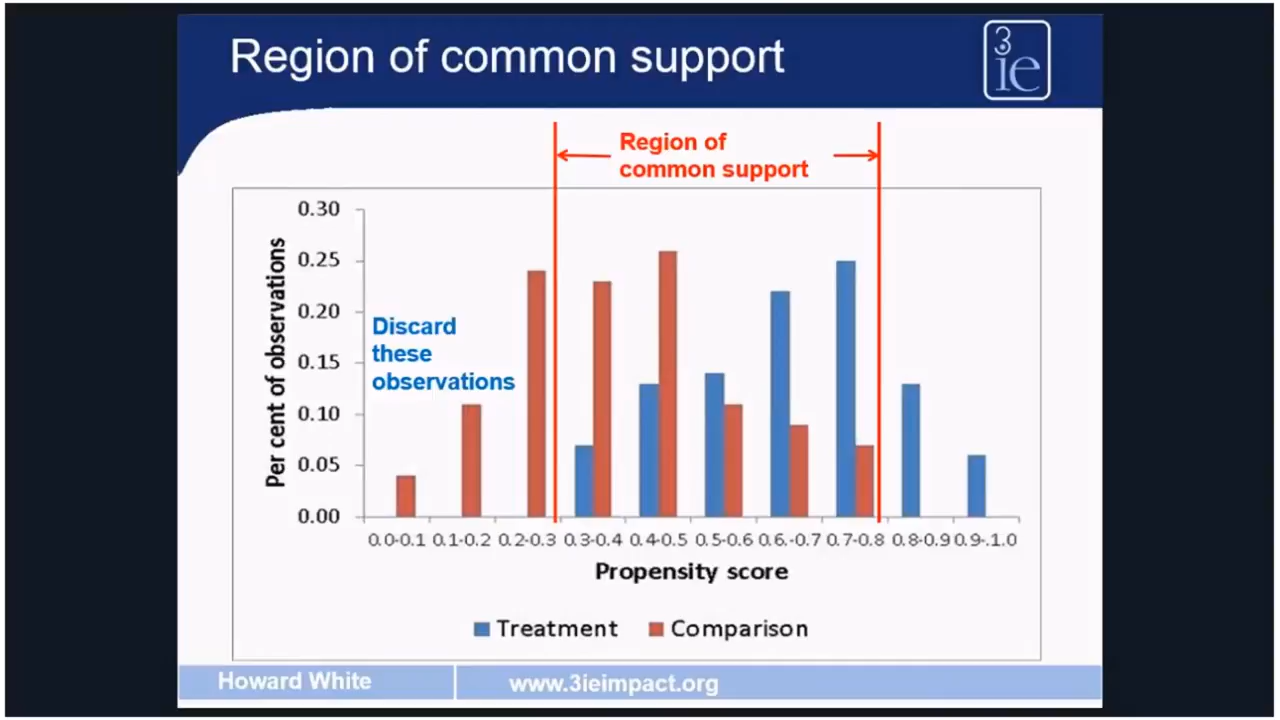 Region of common support
3
ie
Region of
common support
0.30
0.25
0.20
0.15
0.10
0.05
0.00
Per cent of observations
Discard
these
observations
0.0-0.1 0.1-0.2 0.2-0.3 0.3-0.4 0.4-0.5 0.5-0.6 0.6.-0.7 0.7-0.8 0.8-0.9 0.9-.1.0
Propensity score
Treatment Comparison
Howard White www.3ieimpact.org